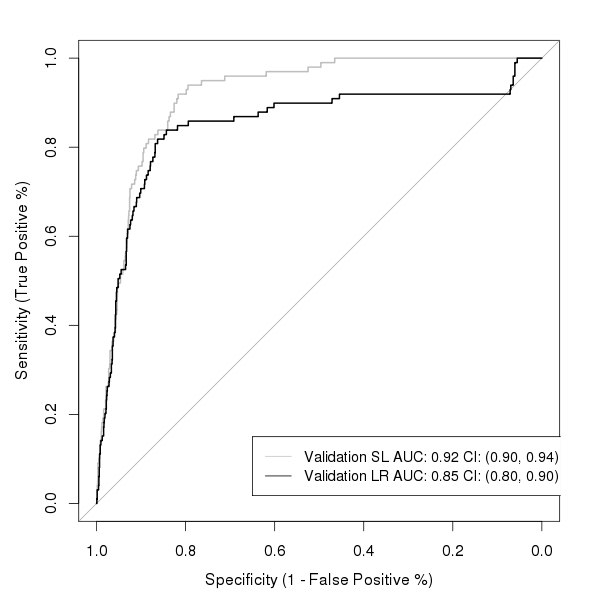 Sensitivity (True Positive %)
1.0
0.8
0.6
0.4
0.2
0.0
Validation SL AUC: 0.92 CI: (0.90, 0.94)
Validation LR AUC: 0.85 CI: (0.80, 0.90)
1.0 0.8 0.6 0.4 0.2 0.0
Specificity (1 - False Positive %)